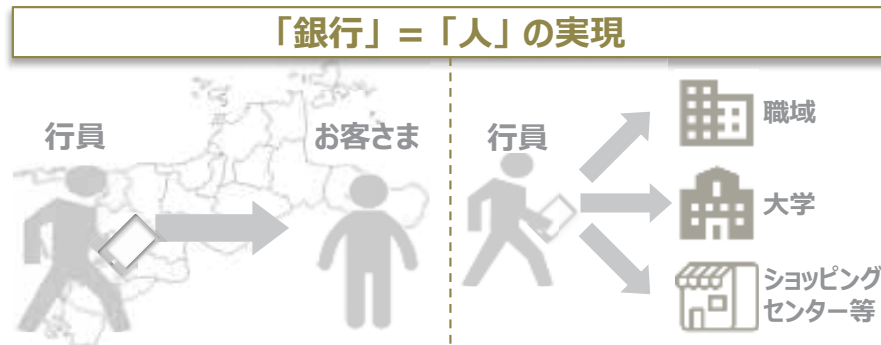 「銀行」=「人」の実現
行員
お客さま
行員
職域
大学
ショッピング
センター等